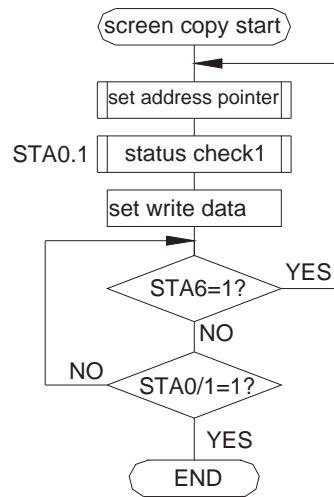 screen copy start
set address pointer
STA0.1
status check1
set write data
STA6=1?
YES
NO
NO
STA0/1=1?
YES
END